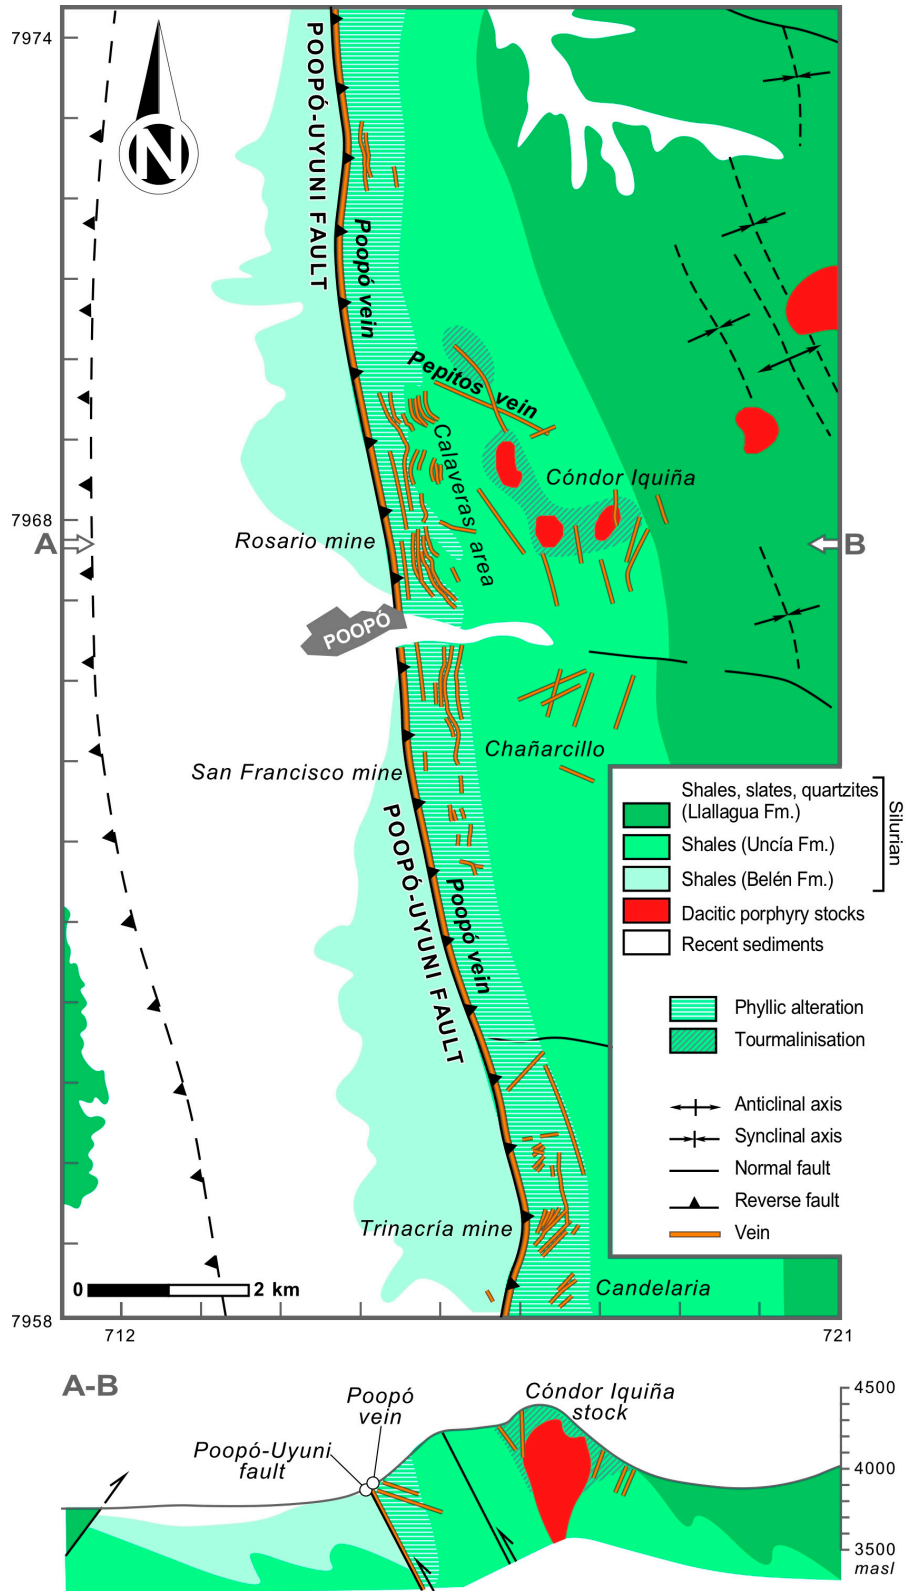 7974
N
POOPÓ-UYUNI FAULT
Poopó vein
Pepitos vein
Calaveras area
Cóndor Iquiña
7968
A
B
Rosario mine
POOPÓ
Chañarcillo
San Francisco mine
POOPÓ-UYUNI FAULT
Poopó vein
Trinacría mine
Candelaria
0
2 km
7958
712
721
Shales, slates, quartzites
(Llallagua Fm.)
Shales (Uncía Fm.)
Shales (Belén Fm.)
Silurian
Dacitic porphyry stocks
Recent sediments
Phyllic alteration
Tourmalinisation
Anticlinal axis
Synclinal axis
Normal fault
Reverse fault
Vein
A-B
Poopó
vein
Poopó-Uyuni
fault
Cóndor Iquiña
stock
4500
4000
3500
masl